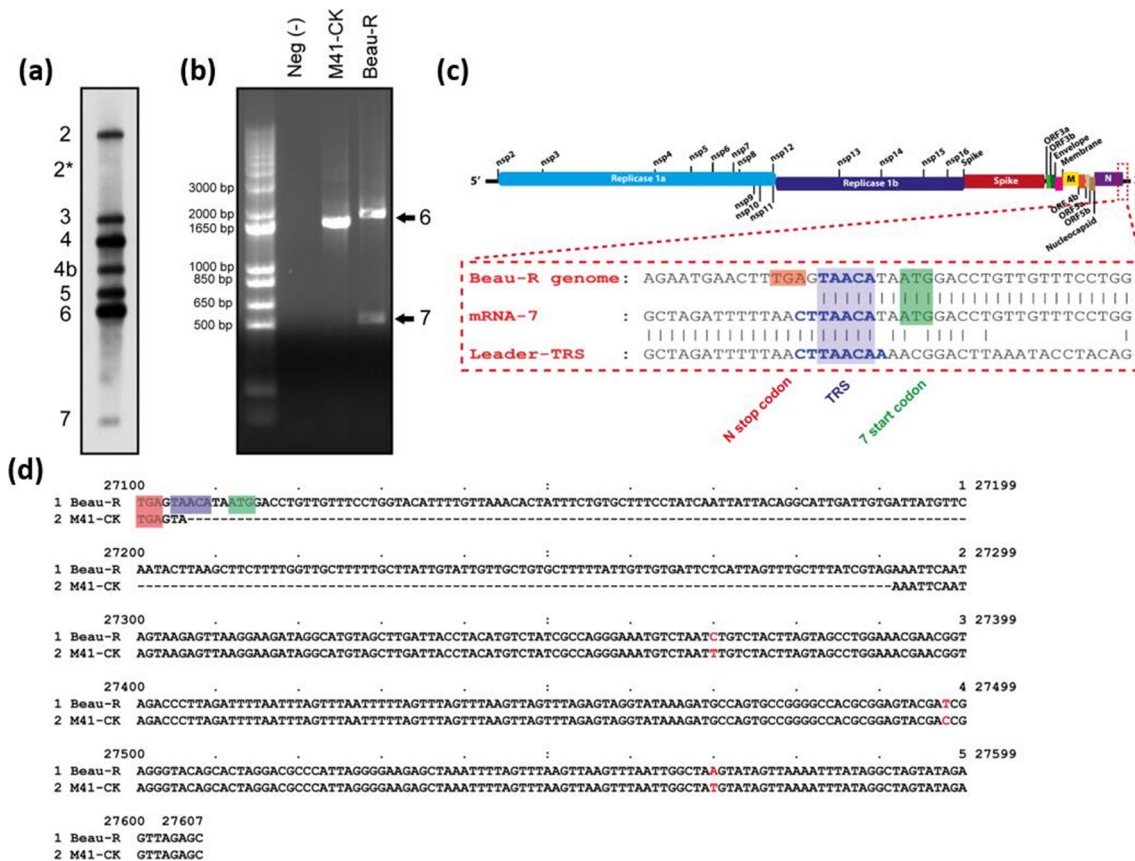 (a)
2
2*
3
4
4b
5
6
7
(b)
Neg (-)
M41-CK
Beau-R
3000 bp
2000 bp
1650 bp
1000 bp
850 bp
650 bp
500 bp
6
7
(c)
nsp2
nsp3
nsp4
nsp5
nsp6
nsp7
nsp8
nsp12
nsp13
nsp14
nsp15
nsp16
Spike
ORF3a
ORF3b
Envelope
Membrane
5' Replicase 1a Replicase 1b Spike M N
nsp9
nsp10
nsp11
ORF 4b
ORF5a
ORF5b
Nucleocapsid
Beau-R genome : AGAATGAACTTTTGAGTAACATAATGGACCTGTTGTTTCCTGG
mRNA-7 : GCTAGATTTTTAACTTAACATAATGGACCTGTTGTTTCCTGG
Leader-TRS : GCTAGATTTTTAACTTAACAAAACGGACTTAAATACCTACAG
N stop codon
TRS
7 start codon
(d)
27100 . . . . : . . . . 1 27199
1 Beau-R TGAGTAACATAATGGACCTGTTGTTTCCTGGTACATTTTGTTAAACACTATTTCTGTGCTTTCCTATCAATTATTACAGGCATTGATTGTGATTATGTTC
2 M41-CK TGAGTA----------------------------------------------------------------------------------------------
27200 . . . . : . . . . 2 27299
1 Beau-R AATACTTAAGCTTCTTTTGGTTGCTTTTTGCTTATTGTATTGTTGCTGTGCTTTTTATTGTTGTGATTCTCATTAGTTTGCTTTATCGTAGAAATTCAAT
2 M41-CK --------------------------------------------------------------------------------------------AAATTCAAT
27300 . . . . : . . . . 3 27399
1 Beau-R AGTAAGAGTTAAGGAAGATAGGCATGTAGCTTGATTACCTACATGTCTATCGCCAGGGAAATGTCTAATCTGTCTACTTAGTAGCCTGGAAACGAACGGT
2 M41-CK AGTAAGAGTTAAGGAAGATAGGCATGTAGCTTGATTACCTACATGTCTATCGCCAGGGAAATGTCTAATTTGTCTACTTAGTAGCCTGGAAACGAACGGT
27400 . . . . : . . . . 4 27499
1 Beau-R AGACCCTTAGATTTTAATTTAGTTTAATTTTTAGTTTAGTTTAAGTTAGTTTAGAGTAGGTATAAAGATGCCAGTGCCGGGGCCACGCGGAGTACGATCG
2 M41-CK AGACCCTTAGATTTTAATTTAGTTTAATTTTTAGTTTAGTTTAAGTTAGTTTAGAGTAGGTATAAAGATGCCAGTGCCGGGGCCACGCGGAGTACGACCG
27500 . . . . : . . . . 5 27599
1 Beau-R AGGGTACAGCACTAGGACGCCCATTAGGGGAAGAGCTAAATTTTAGTTTAAGTTAAGTTTAATTGGCTAAGTATAGTTAAAATTTATAGGCTAGTATAGA
2 M41-CK AGGGTACAGCACTAGGACGCCCATTAGGGGAAGAGCTAAATTTTAGTTTAAGTTAAGTTTAATTGGCTATGTATAGTTAAAATTTATAGGCTAGTATAGA
27600 27607
1 Beau-R GTTAGAGC
2 M41-CK GTTAGAGC